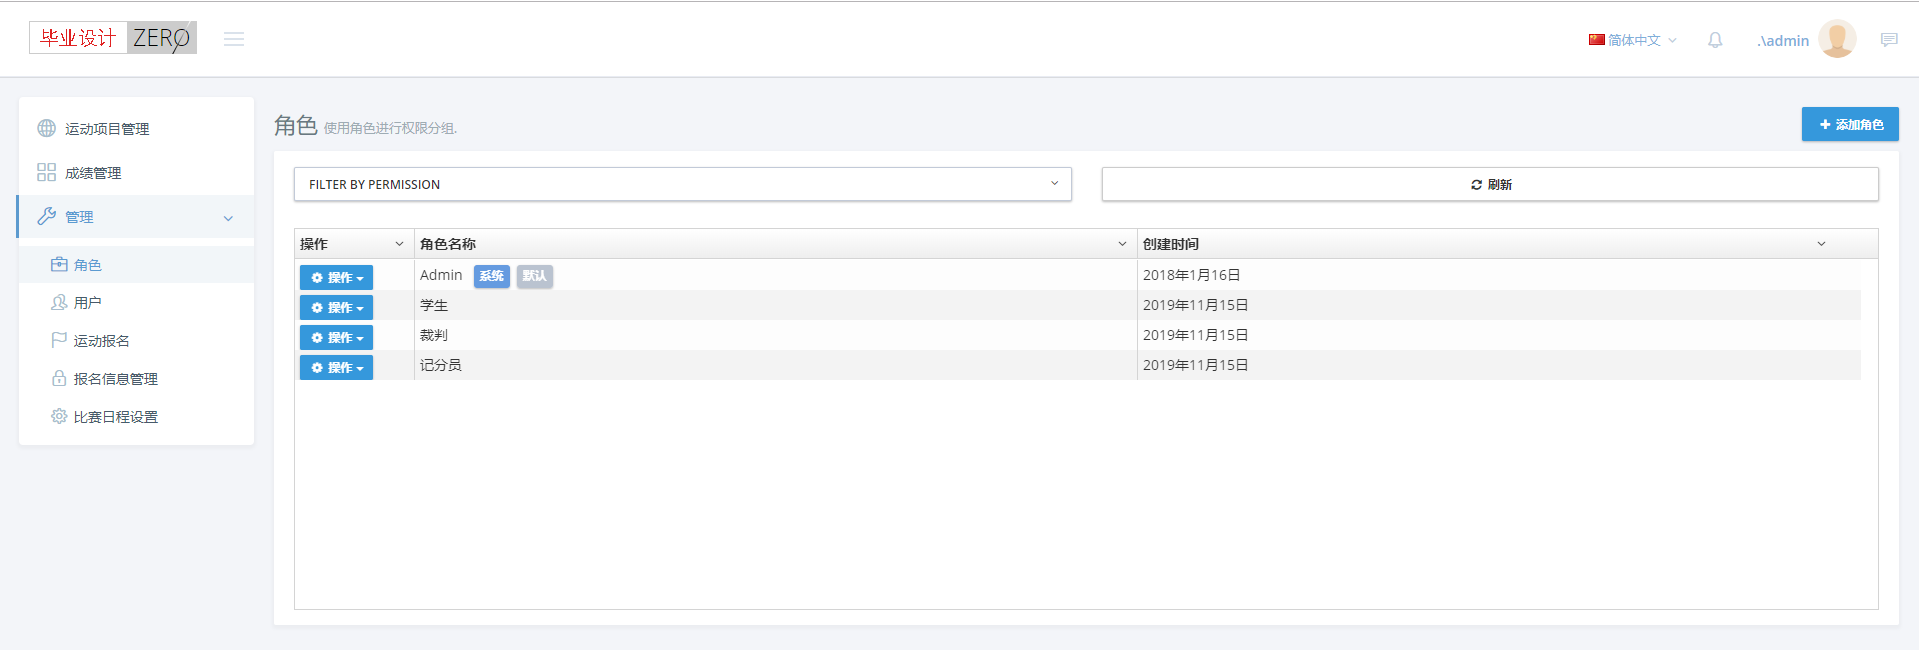 毕业设计 ZERO
简体中文
.\admin
运动项目管理
成绩管理
管理
角色
用户
运动报名
报名信息管理
比赛日程设置
角色 使用角色进行权限分组.
添加角色
FILTER BY PERMISSION
刷新
操作 角色名称 创建时间
操作 Admin 系统 默认 2018年1月16日
操作 学生 2019年11月15日
操作 裁判 2019年11月15日
操作 记分员 2019年11月15日